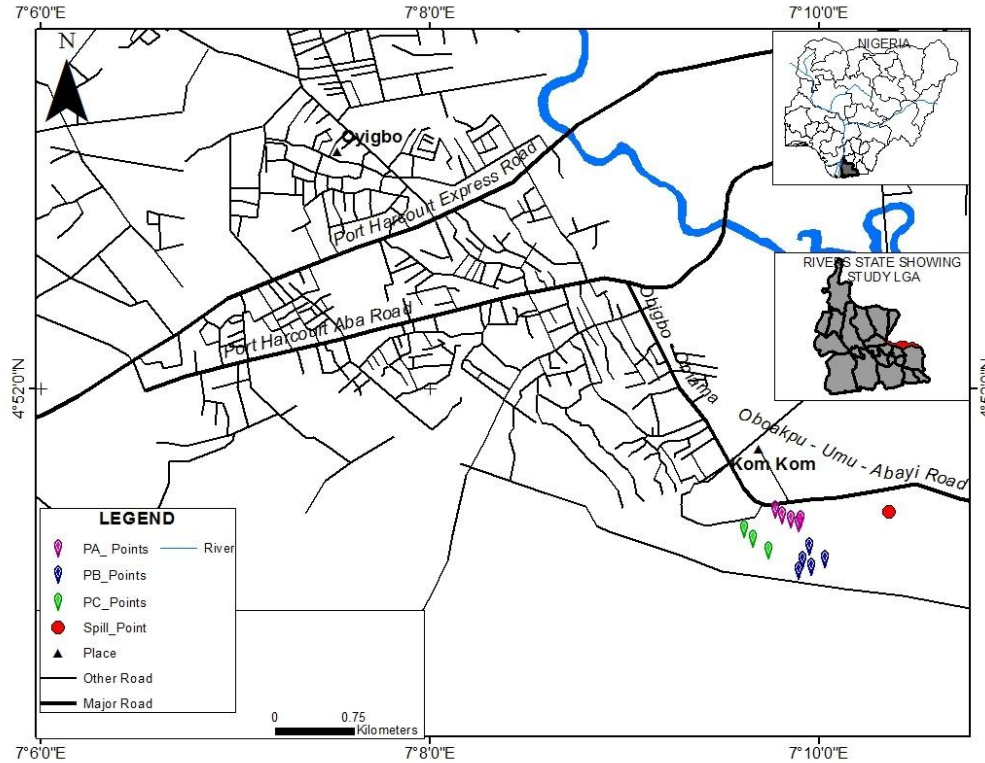 7°6'0"E
7°8'0"E
7°10'0"E
N
NIGERIA
Oyigbo
Port Harcourt Express Road
RIVERS STATE SHOWING
STUDY LGA
Port Harcourt Aba Road
4°52'0"N
Oboakpu - Umu - Abayi Road
Kom Kom
LEGEND
PA_ Points
River
PB_Points
PC_Points
Spill_Point
Place
Other Road
Major Road
0 0.75
Kilometers
7°6'0"E
7°8'0"E
7°10'0"E